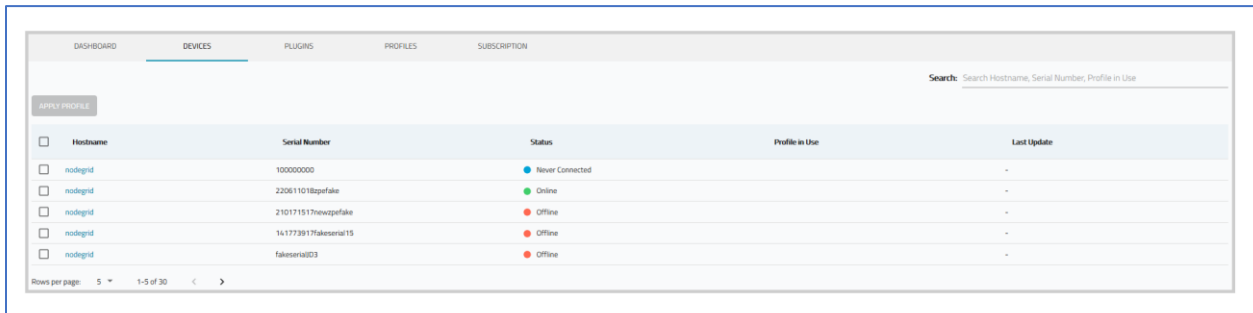 DASHBOARD DEVICES PLUGINS PROFILES SUBSCRIPTION
Search: Search Hostname, Serial Number, Profile in Use
APPLY PROFILE
Hostname Serial Number Status Profile in Use Last Update
nodegrid 100000000 Never Connected -
nodegrid 220611018zpefake Online -
nodegrid 210171517newzpefake Offline -
nodegrid 141773917fakeserial15 Offline -
nodegrid fakeserialID3 Offline -
Rows per page: 5 1-5 of 30